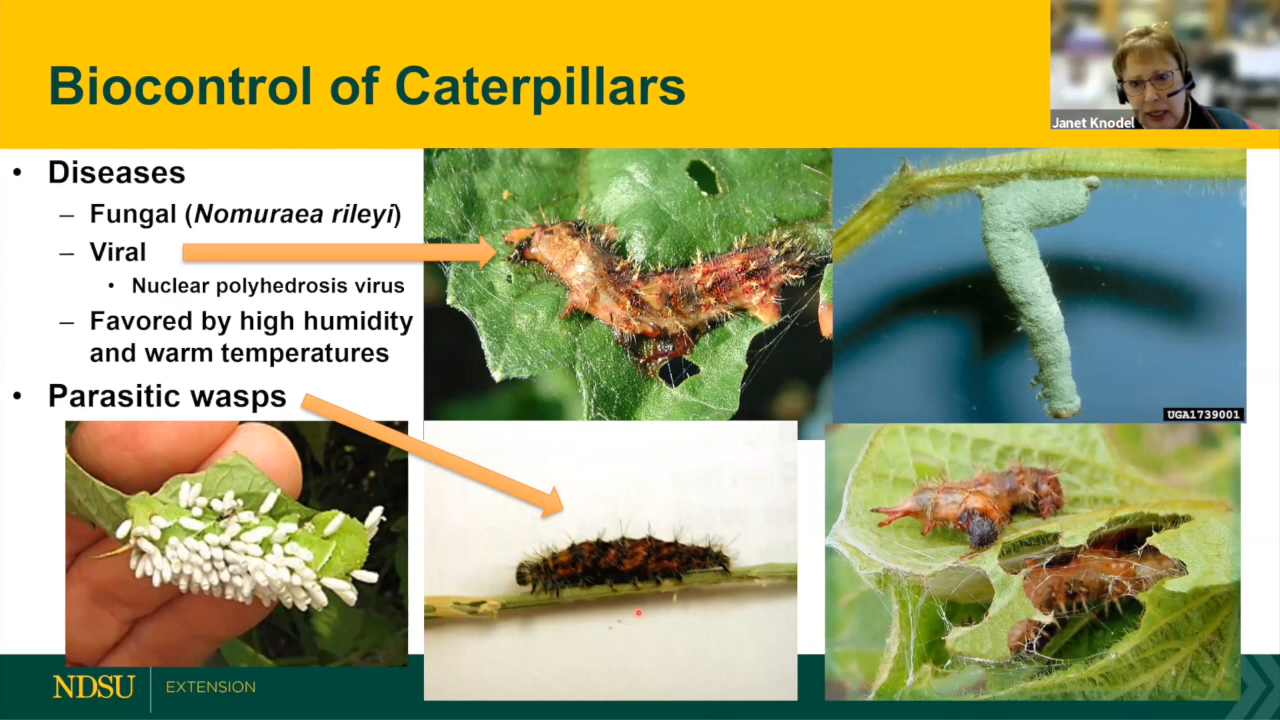 Biocontrol of Caterpillars
Janet Knodel
• Diseases
– Fungal (Nomuraea rileyi)
– Viral
• Nuclear polyhedrosis virus
– Favored by high humidity
and warm temperatures
• Parasitic wasps
UGA1739001
NDSU EXTENSION